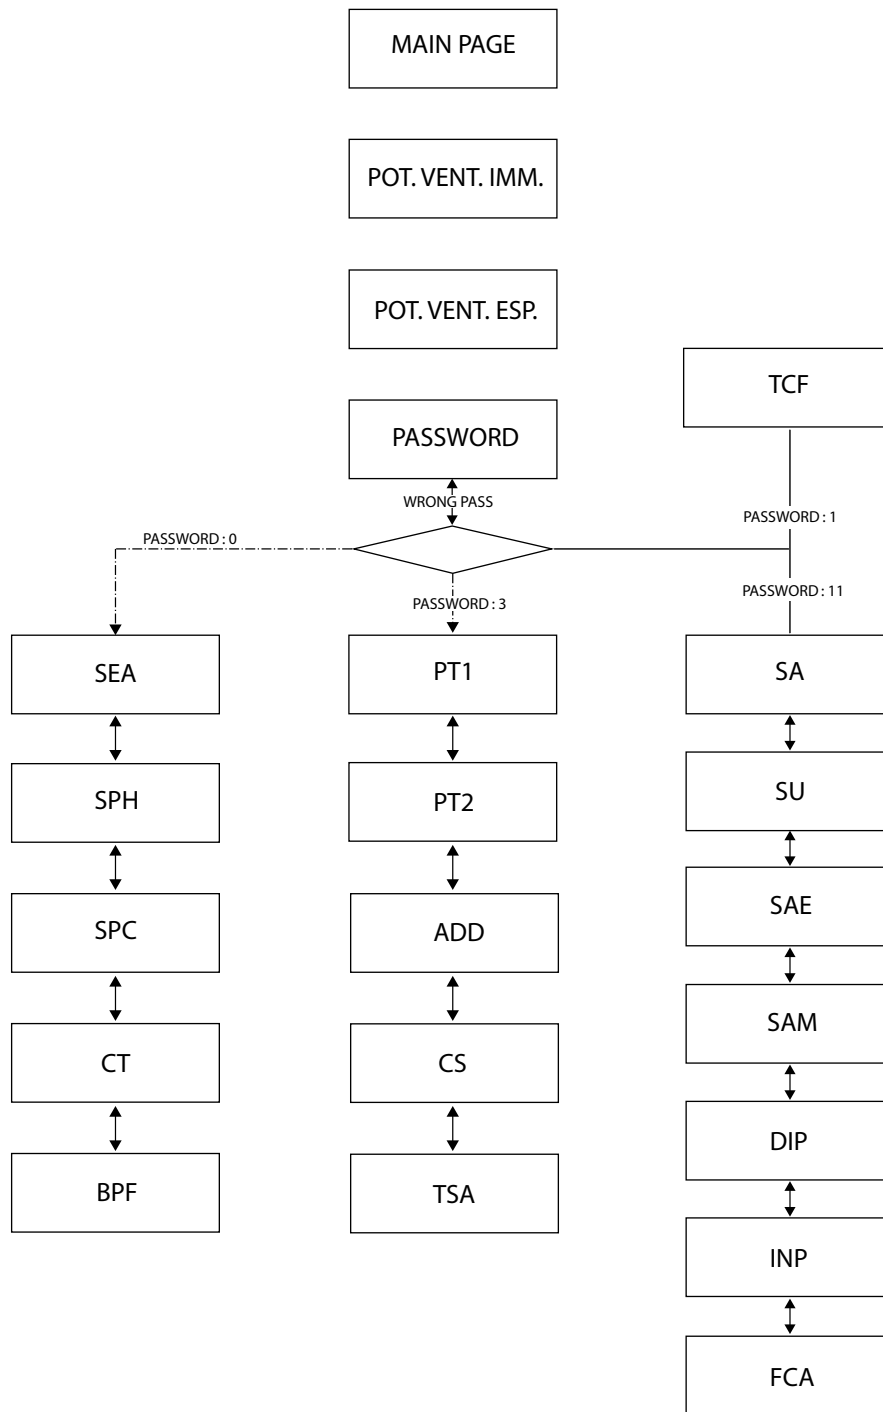 MAIN PAGE
POT. VENT. IMM.
POT. VENT. ESP.
TCF
PASSWORD
WRONG PASS
PASSWORD : 1
PASSWORD : 0
PASSWORD : 11
PASSWORD : 3
SEA
PT1
SA
SPH
PT2
SU
SPC
ADD
SAE
CT
CS
SAM
BPF
TSA
DIP
INP
FCA